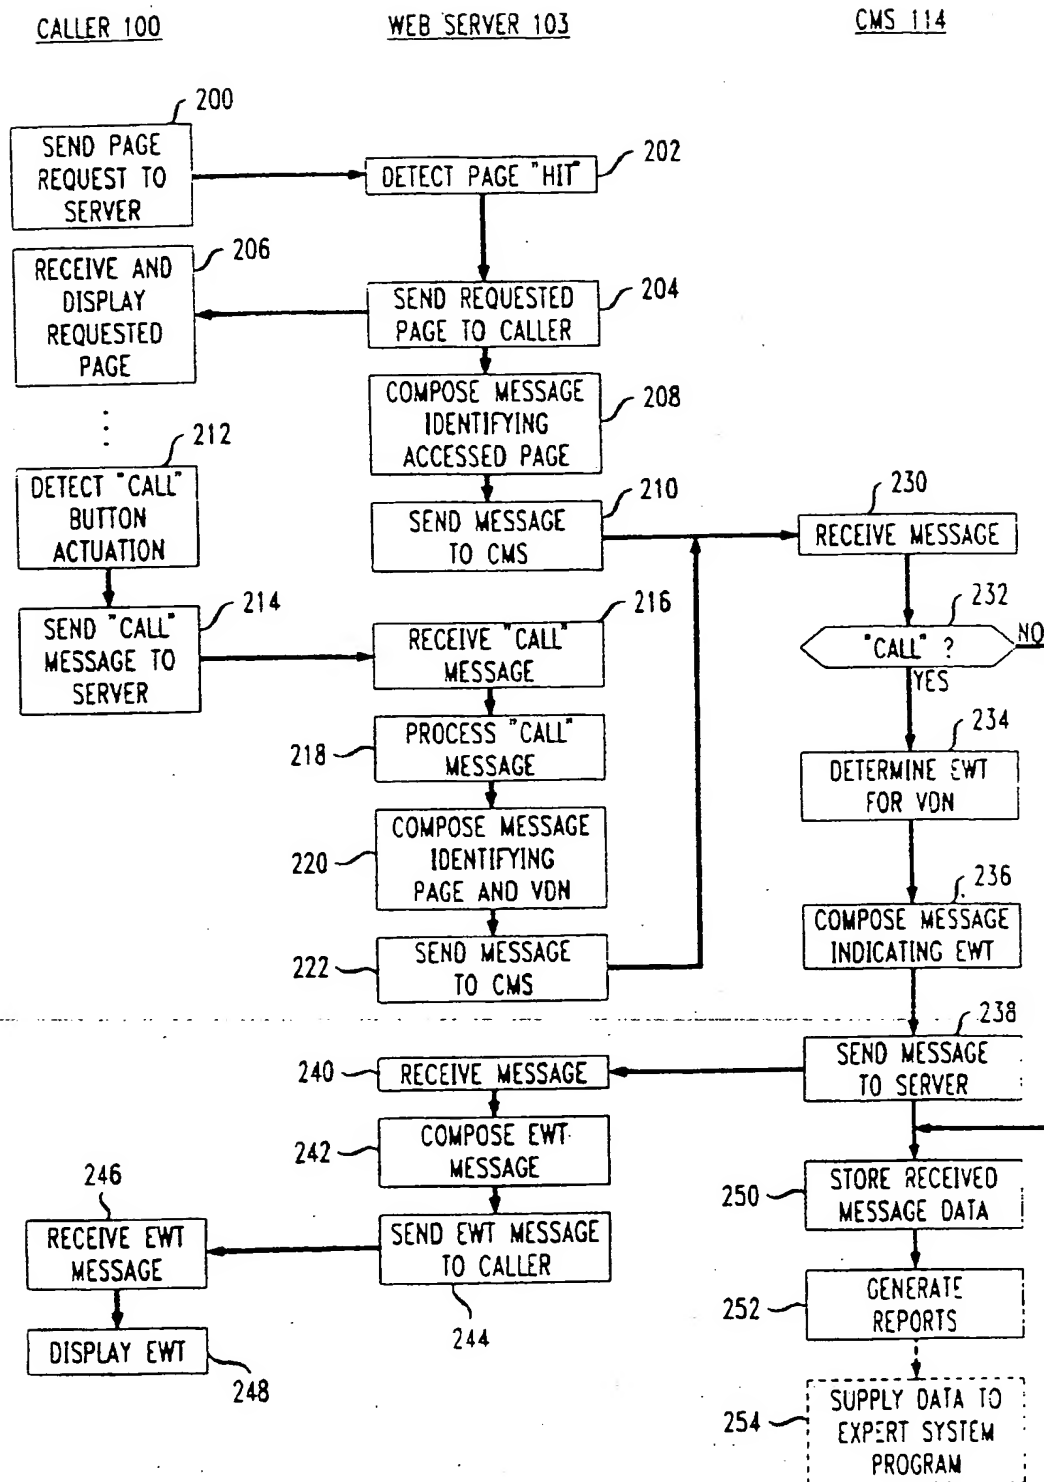 CALLER 100
WEB SERVER 103
CMS 114
200
SEND PAGE
REQUEST TO
SERVER
202
DETECT PAGE "HIT"
206
RECEIVE AND
DISPLAY
REQUESTED
PAGE
204
SEND REQUESTED
PAGE TO CALLER
208
COMPOSE MESSAGE
IDENTIFYING
ACCESSED PAGE
212
DETECT "CALL"
BUTTON
ACTUATION
210
SEND MESSAGE
TO CMS
230
RECEIVE MESSAGE
214
SEND "CALL"
MESSAGE TO
SERVER
216
RECEIVE "CALL"
MESSAGE
232
"CALL" ?
NO
YES
218
PROCESS "CALL"
MESSAGE
234
DETERMINE EWT
FOR VDN
220
COMPOSE MESSAGE
IDENTIFYING
PAGE AND VDN
236
COMPOSE MESSAGE
INDICATING EWT
222
SEND MESSAGE
TO CMS
238
SEND MESSAGE
TO SERVER
240
RECEIVE MESSAGE
242
COMPOSE EWT
MESSAGE
250
STORE RECEIVED
MESSAGE DATA
246
RECEIVE EWT
MESSAGE
SEND EWT MESSAGE
TO CALLER
244
252
GENERATE
REPORTS
DISPLAY EWT
248
254
SUPPLY DATA TO
EXPERT SYSTEM
PROGRAM